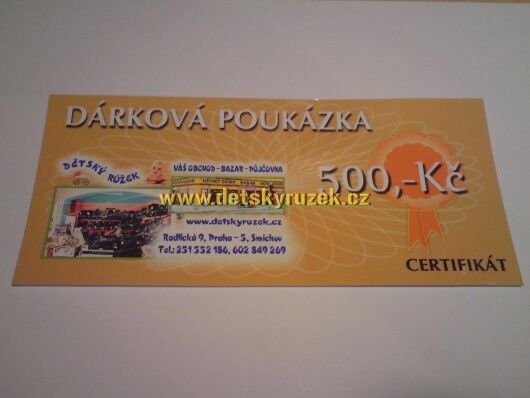 DÁRKOVÁ POUKÁZKA
DĚTSKÝ RŮŽEK
VÁŠ OBCHOD - BAZAR - PŮJČOVNA
500,-Kč
www.detskyruzek.cz
www.detskyruzek.cz
Radlická 9, Praha - 5, Smíchov
Tel.: 251 552 186, 602 849 269
CERTIFIKÁT